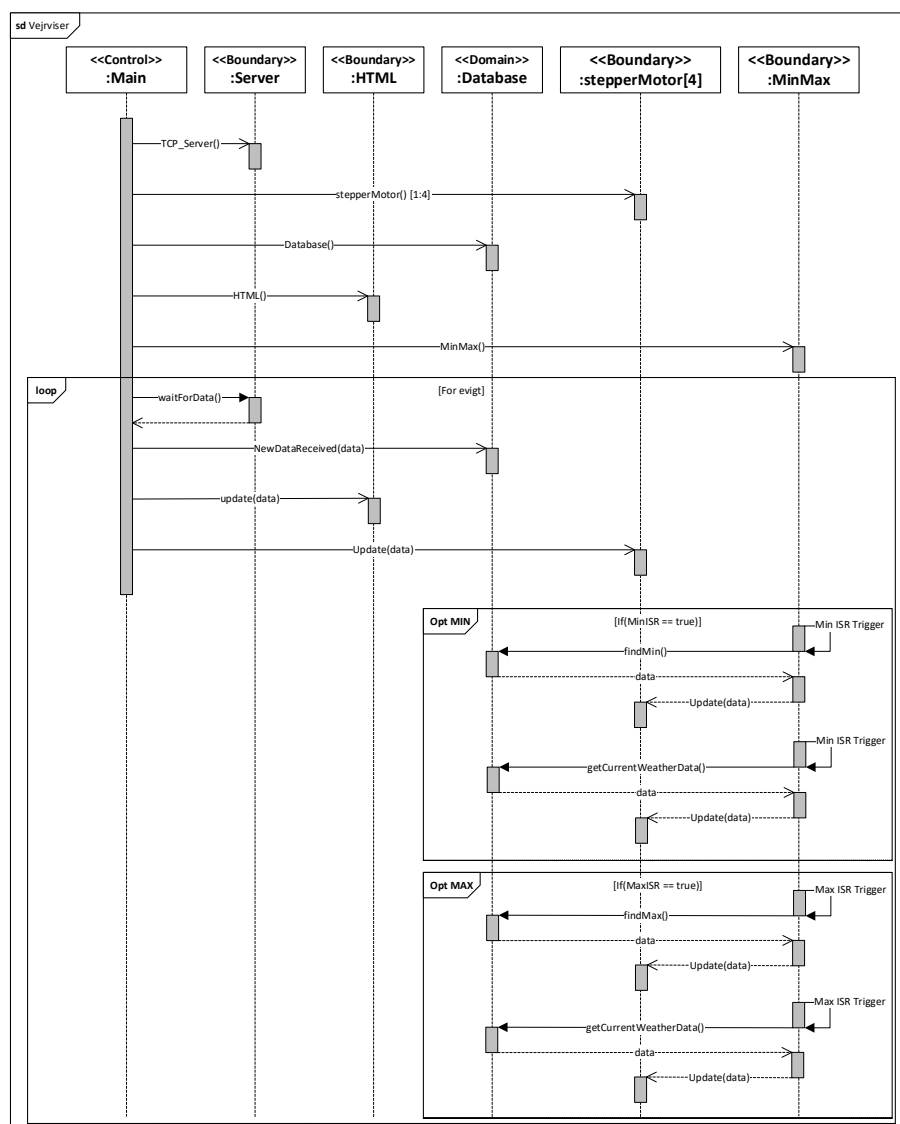 sd Vejrviser
<<Control>>
:Main
<<Boundary>>
:Server
<<Boundary>>
:HTML
<<Domain>>
:Database
<<Boundary>>
:stepperMotor[4]
<<Boundary>>
:MinMax
TCP_Server()
stepperMotor() [1:4]
Database()
HTML()
MinMax()
loop
[For evigt]
waitForData()
NewDataReceived(data)
update(data)
Update(data)
Opt MIN
[If(MinISR == true)]
Min ISR Trigger
findMin()
data
Update(data)
Min ISR Trigger
getCurrentWeatherData()
data
Update(data)
Opt MAX
[If(MaxISR == true)]
Max ISR Trigger
findMax()
data
Update(data)
Max ISR Trigger
getCurrentWeatherData()
data
Update(data)